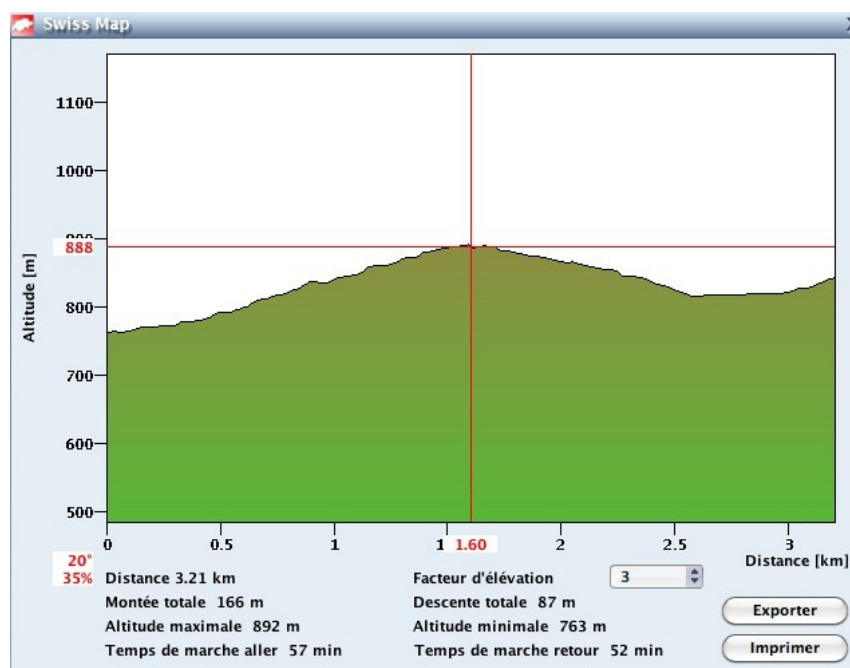 Swiss Map
1100
1000
888
800
700
600
500
Altitude [m]
0 0.5 1 1.60 2 2.5 3
Distance [km]
20°
35%
Distance 3.21 km
Facteur d'élévation 3
Montée totale 166 m
Descente totale 87 m
Exporter
Altitude maximale 892 m
Altitude minimale 763 m
Temps de marche aller 57 min
Temps de marche retour 52 min
Imprimer